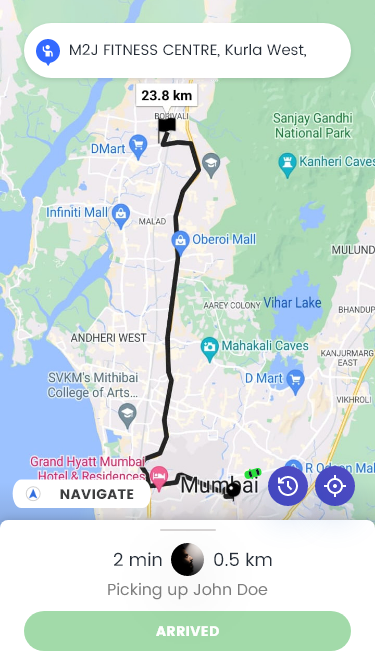 M2J FITNESS CENTRE, Kurla West,
23.8 km
BORIVALI
Sanjay Gandhi
National Park
DMart
Kanheri Caves
Infiniti Mall
MALAD
Oberoi Mall
MULUND
AAREY COLONY
Vihar Lake
BHANDUP
ANDHERI WEST
Mahakali Caves
KANJURMARG
EAST
SVKM's Mithibai
College of Arts...
D Mart
VIKHROLI
Grand Hyatt Mumbai
Hotel & Residences
R Odeon Mall
Mumbai
NAVIGATE
2 min
0.5 km
Picking up John Doe
ARRIVED